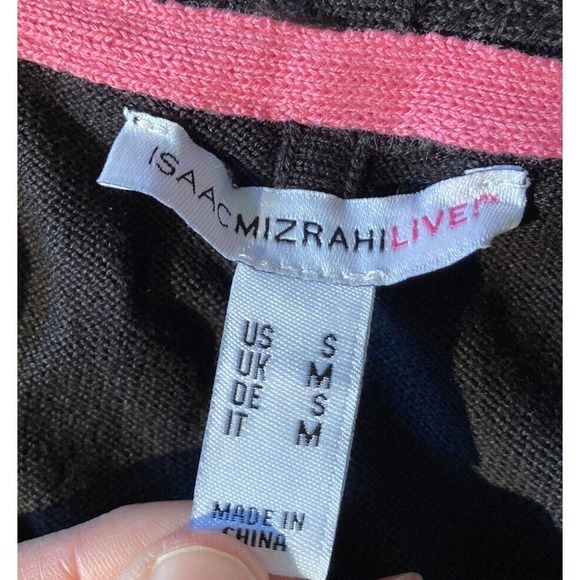 ISAACMIZRAHILIVE!
US S
UK M
DE S
IT M
MADE IN
CHINA